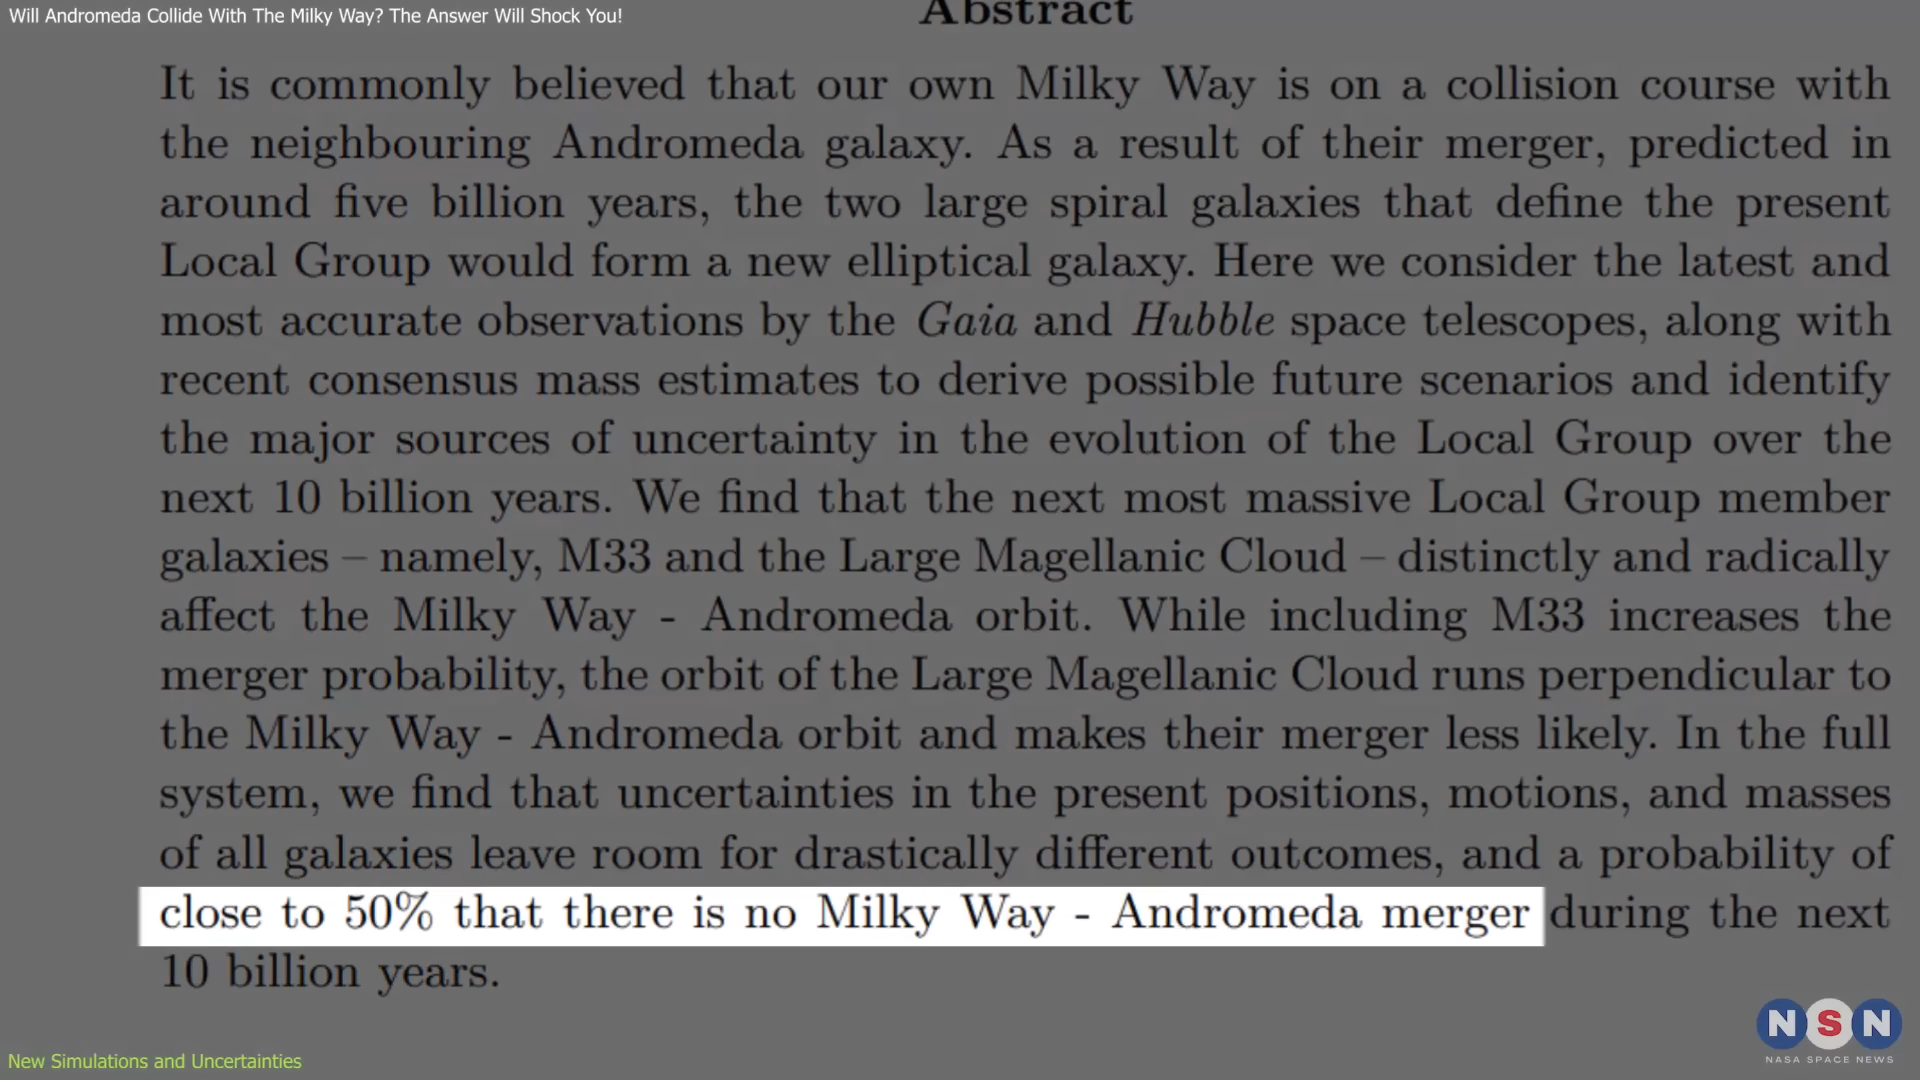 Will Andromeda Collide With The Milky Way? The Answer Will Shock You!
Abstract
It is commonly believed that our own Milky Way is on a collision course with
the neighbouring Andromeda galaxy. As a result of their merger, predicted in
around five billion years, the two large spiral galaxies that define the present
Local Group would form a new elliptical galaxy. Here we consider the latest and
most accurate observations by the Gaia and Hubble space telescopes, along with
recent consensus mass estimates to derive possible future scenarios and identify
the major sources of uncertainty in the evolution of the Local Group over the
next 10 billion years. We find that the next most massive Local Group member
galaxies – namely, M33 and the Large Magellanic Cloud – distinctly and radically
affect the Milky Way - Andromeda orbit. While including M33 increases the
merger probability, the orbit of the Large Magellanic Cloud runs perpendicular to
the Milky Way - Andromeda orbit and makes their merger less likely. In the full
system, we find that uncertainties in the present positions, motions, and masses
of all galaxies leave room for drastically different outcomes, and a probability of
close to 50% that there is no Milky Way - Andromeda merger during the next
10 billion years.
NSN
NASA SPACE NEWS
New Simulations and Uncertainties